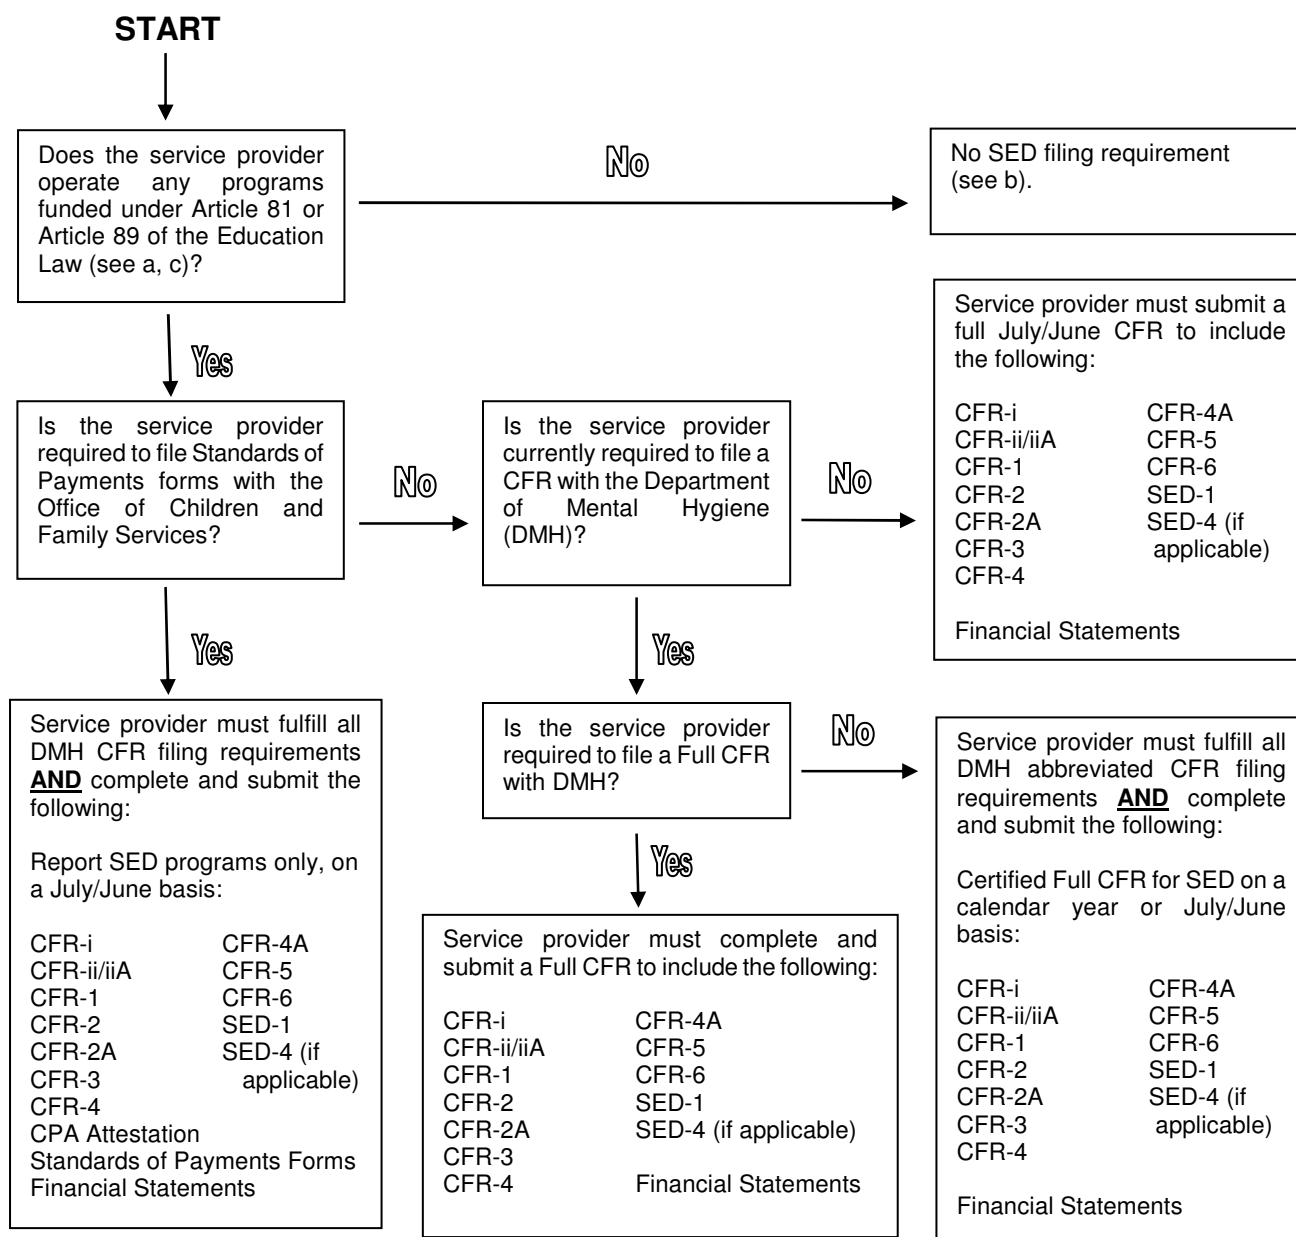 START
Does the service provider
operate any programs
funded under Article 81 or
Article 89 of the Education
Law (see a, c)?
No
No SED filing requirement
(see b).
Yes
Is the service provider
required to file Standards of
Payments forms with the
Office of Children and
Family Services?
No
Is the service provider
currently required to file a
CFR with the Department
of Mental Hygiene
(DMH)?
No
Service provider must submit a
full July/June CFR to include
the following:
CFR-i CFR-4A
CFR-ii/iiA CFR-5
CFR-1 CFR-6
CFR-2 SED-1
CFR-2A SED-4 (if
CFR-3 applicable)
CFR-4
Financial Statements
Yes
Service provider must fulfill all
DMH CFR filing requirements
AND complete and submit the
following:
Report SED programs only, on
a July/June basis:
CFR-i CFR-4A
CFR-ii/iiA CFR-5
CFR-1 CFR-6
CFR-2 SED-1
CFR-2A SED-4 (if
CFR-3 applicable)
CFR-4
CPA Attestation
Standards of Payments Forms
Financial Statements
Yes
Is the service provider
required to file a Full CFR
with DMH?
No
Service provider must fulfill all
DMH abbreviated CFR filing
requirements AND complete
and submit the following:
Certified Full CFR for SED on a
calendar year or July/June
basis:
CFR-i CFR-4A
CFR-ii/iiA CFR-5
CFR-1 CFR-6
CFR-2 SED-1
CFR-2A SED-4 (if
CFR-3 applicable)
CFR-4
Financial Statements
Yes
Service provider must complete and
submit a Full CFR to include the following:
CFR-i CFR-4A
CFR-ii/iiA CFR-5
CFR-1 CFR-6
CFR-2 SED-1
CFR-2A SED-4 (if applicable)
CFR-3
CFR-4 Financial Statements